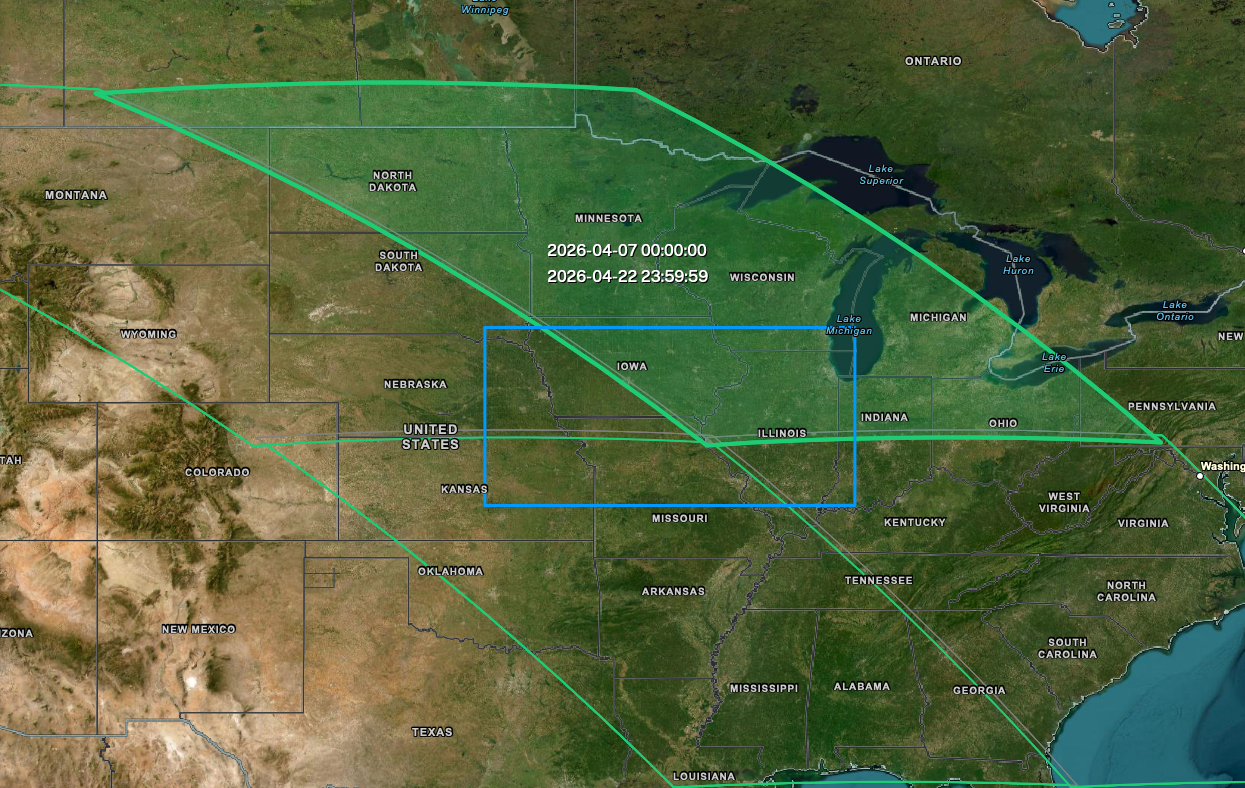 Lake
Winnipeg
ONTARIO
Lake
Superior
NORTH
DAKOTA
MONTANA
MINNESOTA
2026-04-07 00:00:00
2026-04-22 23:59:59
SOUTH
DAKOTA
WISCONSIN
Lake
Huron
Lake
Ontario
MICHIGAN
Lake
Michigan
WYOMING
NEW
IOWA
Lake
Erie
NEBRASKA
PENNSYLVANIA
UNITED
STATES
ILLINOIS
INDIANA
OHIO
TAH
COLORADO
Washing
KANSAS
WEST
VIRGINIA
MISSOURI
KENTUCKY
VIRGINIA
OKLAHOMA
TENNESSEE
ARKANSAS
NORTH
CAROLINA
IZONA
NEW MEXICO
SOUTH
CAROLINA
MISSISSIPPI
ALABAMA
GEORGIA
TEXAS
LOUISIANA